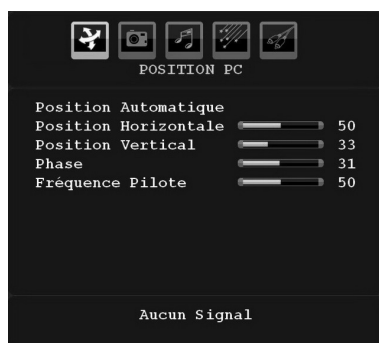 POSITION PC
Position Automatique
Position Horizontale 50
Position Vertical 33
Phase 31
Fréquence Pilote 50
Aucun Signal